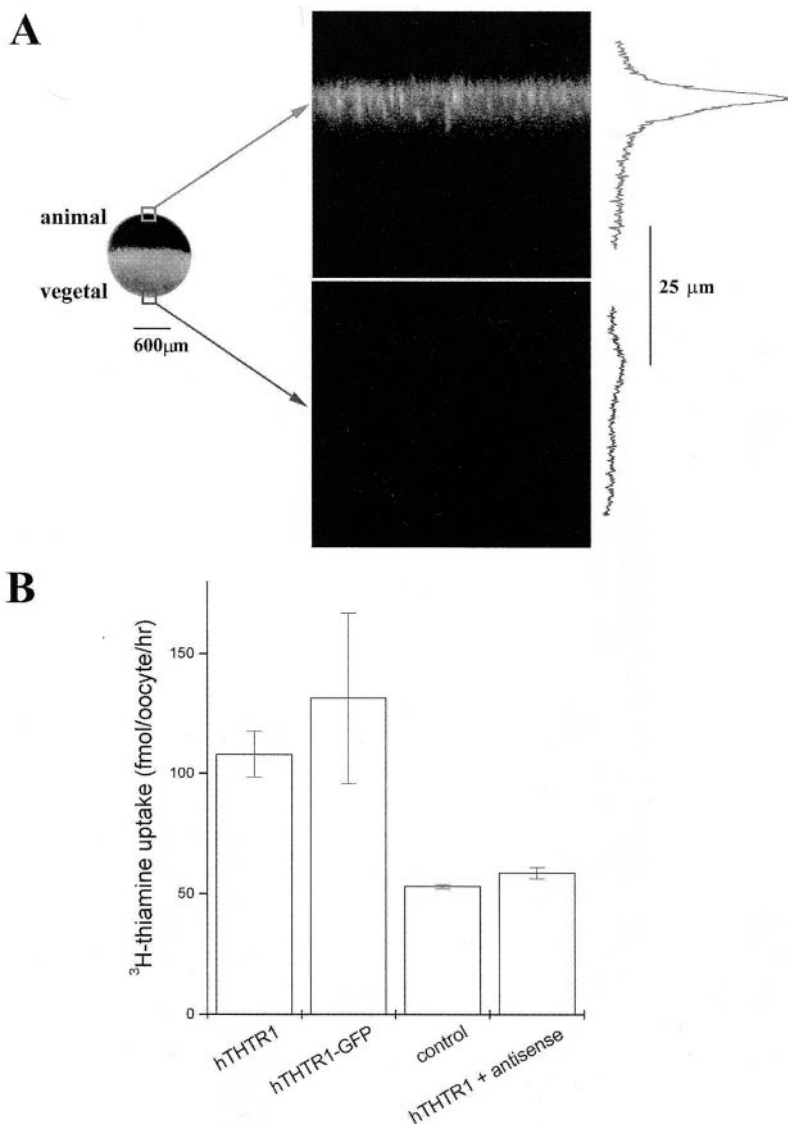 A
animal
vegetal
600μm
25 μm
B
³H-thiamine uptake (fmol/oocyte/hr)
150
100
50
0
hTHTR1
hTHTR1-GFP
control
hTHTR1 + antisense